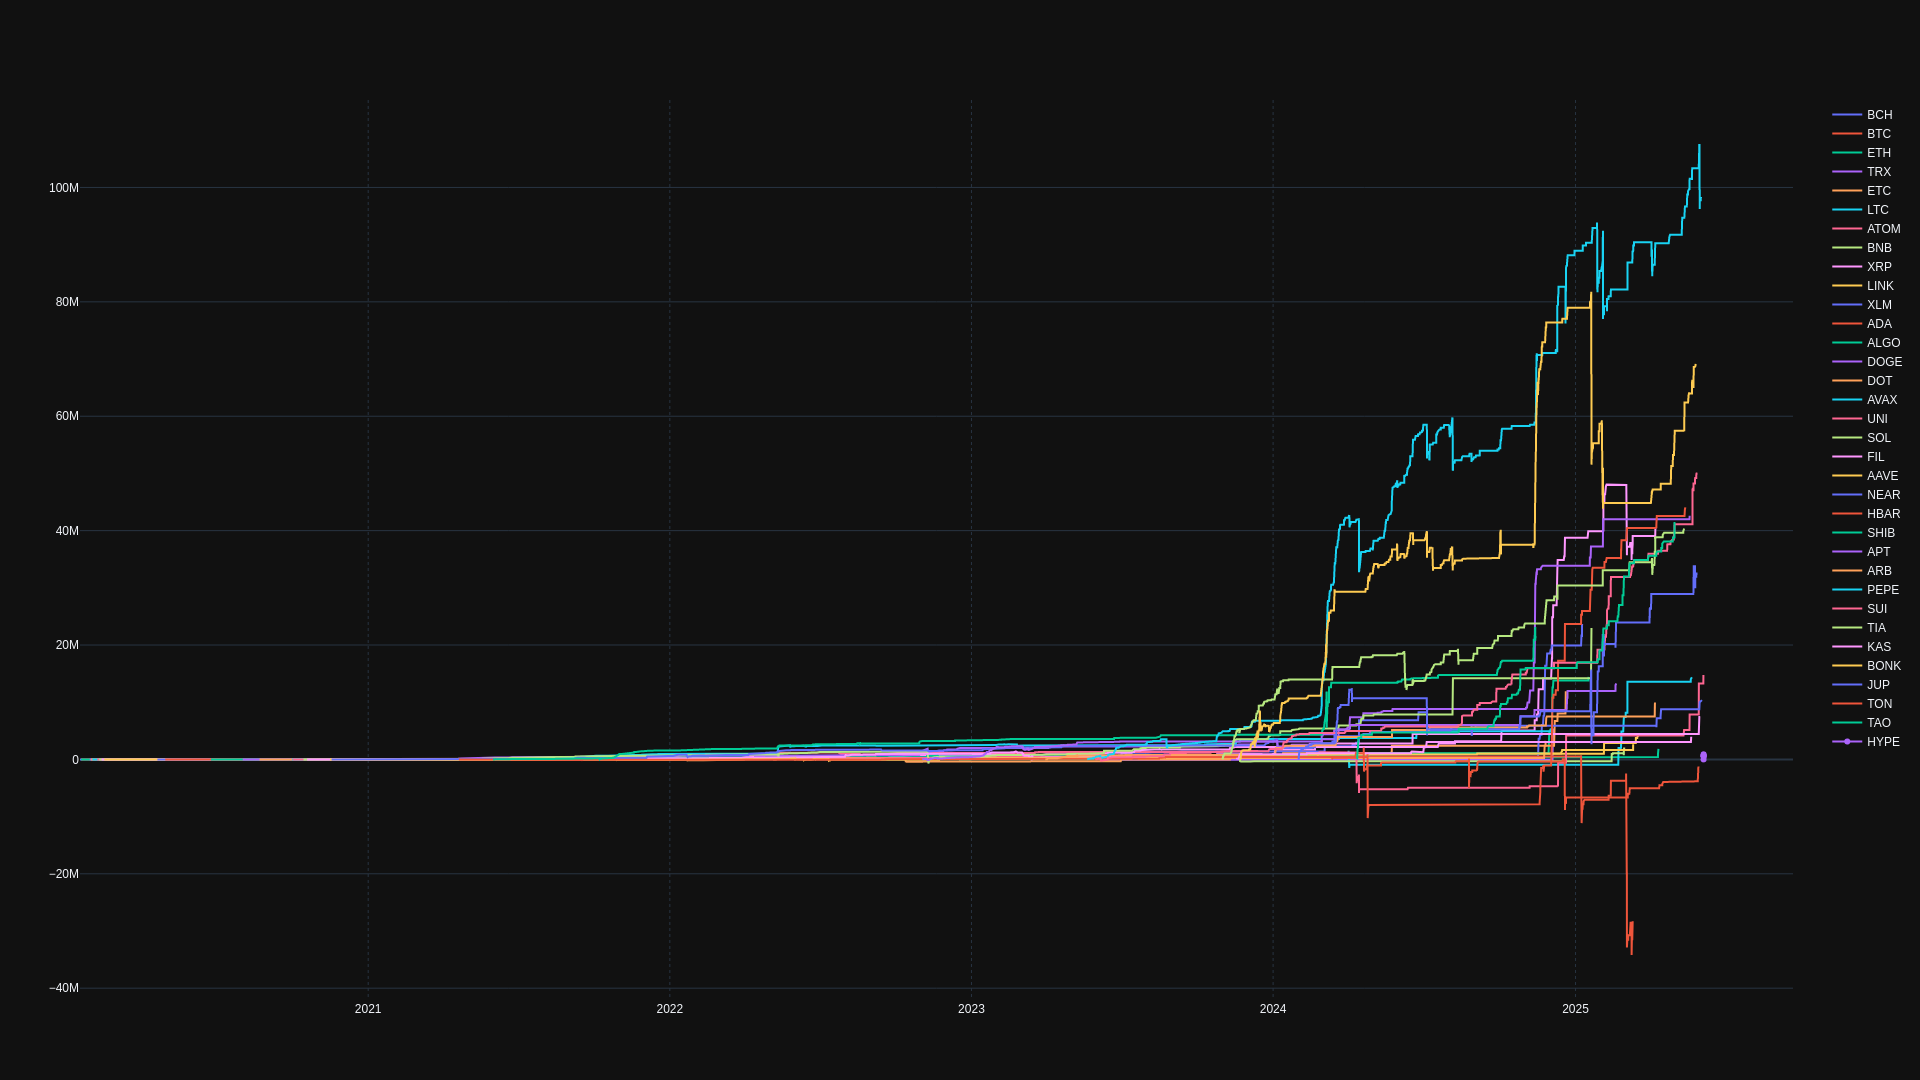 100M
80M
60M
40M
20M
0
−20M
−40M
2021
2022
2023
2024
2025
BCH
BTC
ETH
TRX
ETC
LTC
ATOM
BNB
XRP
LINK
XLM
ADA
ALGO
DOGE
DOT
AVAX
UNI
SOL
FIL
AAVE
NEAR
HBAR
SHIB
APT
ARB
PEPE
SUI
TIA
KAS
BONK
JUP
TON
TAO
HYPE